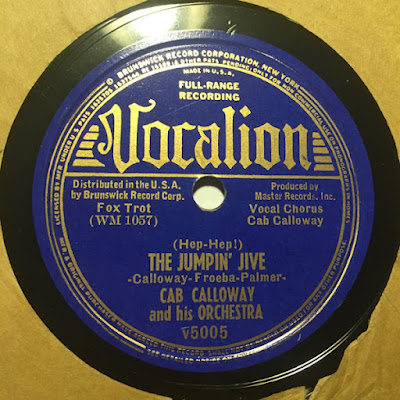 BRUNSWICK RECORD CORPORATION, NEW YORK
MADE IN U.S.A.
FULL-RANGE
RECORDING
Vocalion
Distributed in the U.S.A.
by Brunswick Record Corp.
Produced by
Master Records, Inc.
Fox Trot
(WM 1057)
Vocal Chorus
Cab Calloway
(Hep-Hep!)
THE JUMPIN' JIVE
-Calloway-Froeba-Palmer-
CAB CALLOWAY
and his ORCHESTRA
V5005